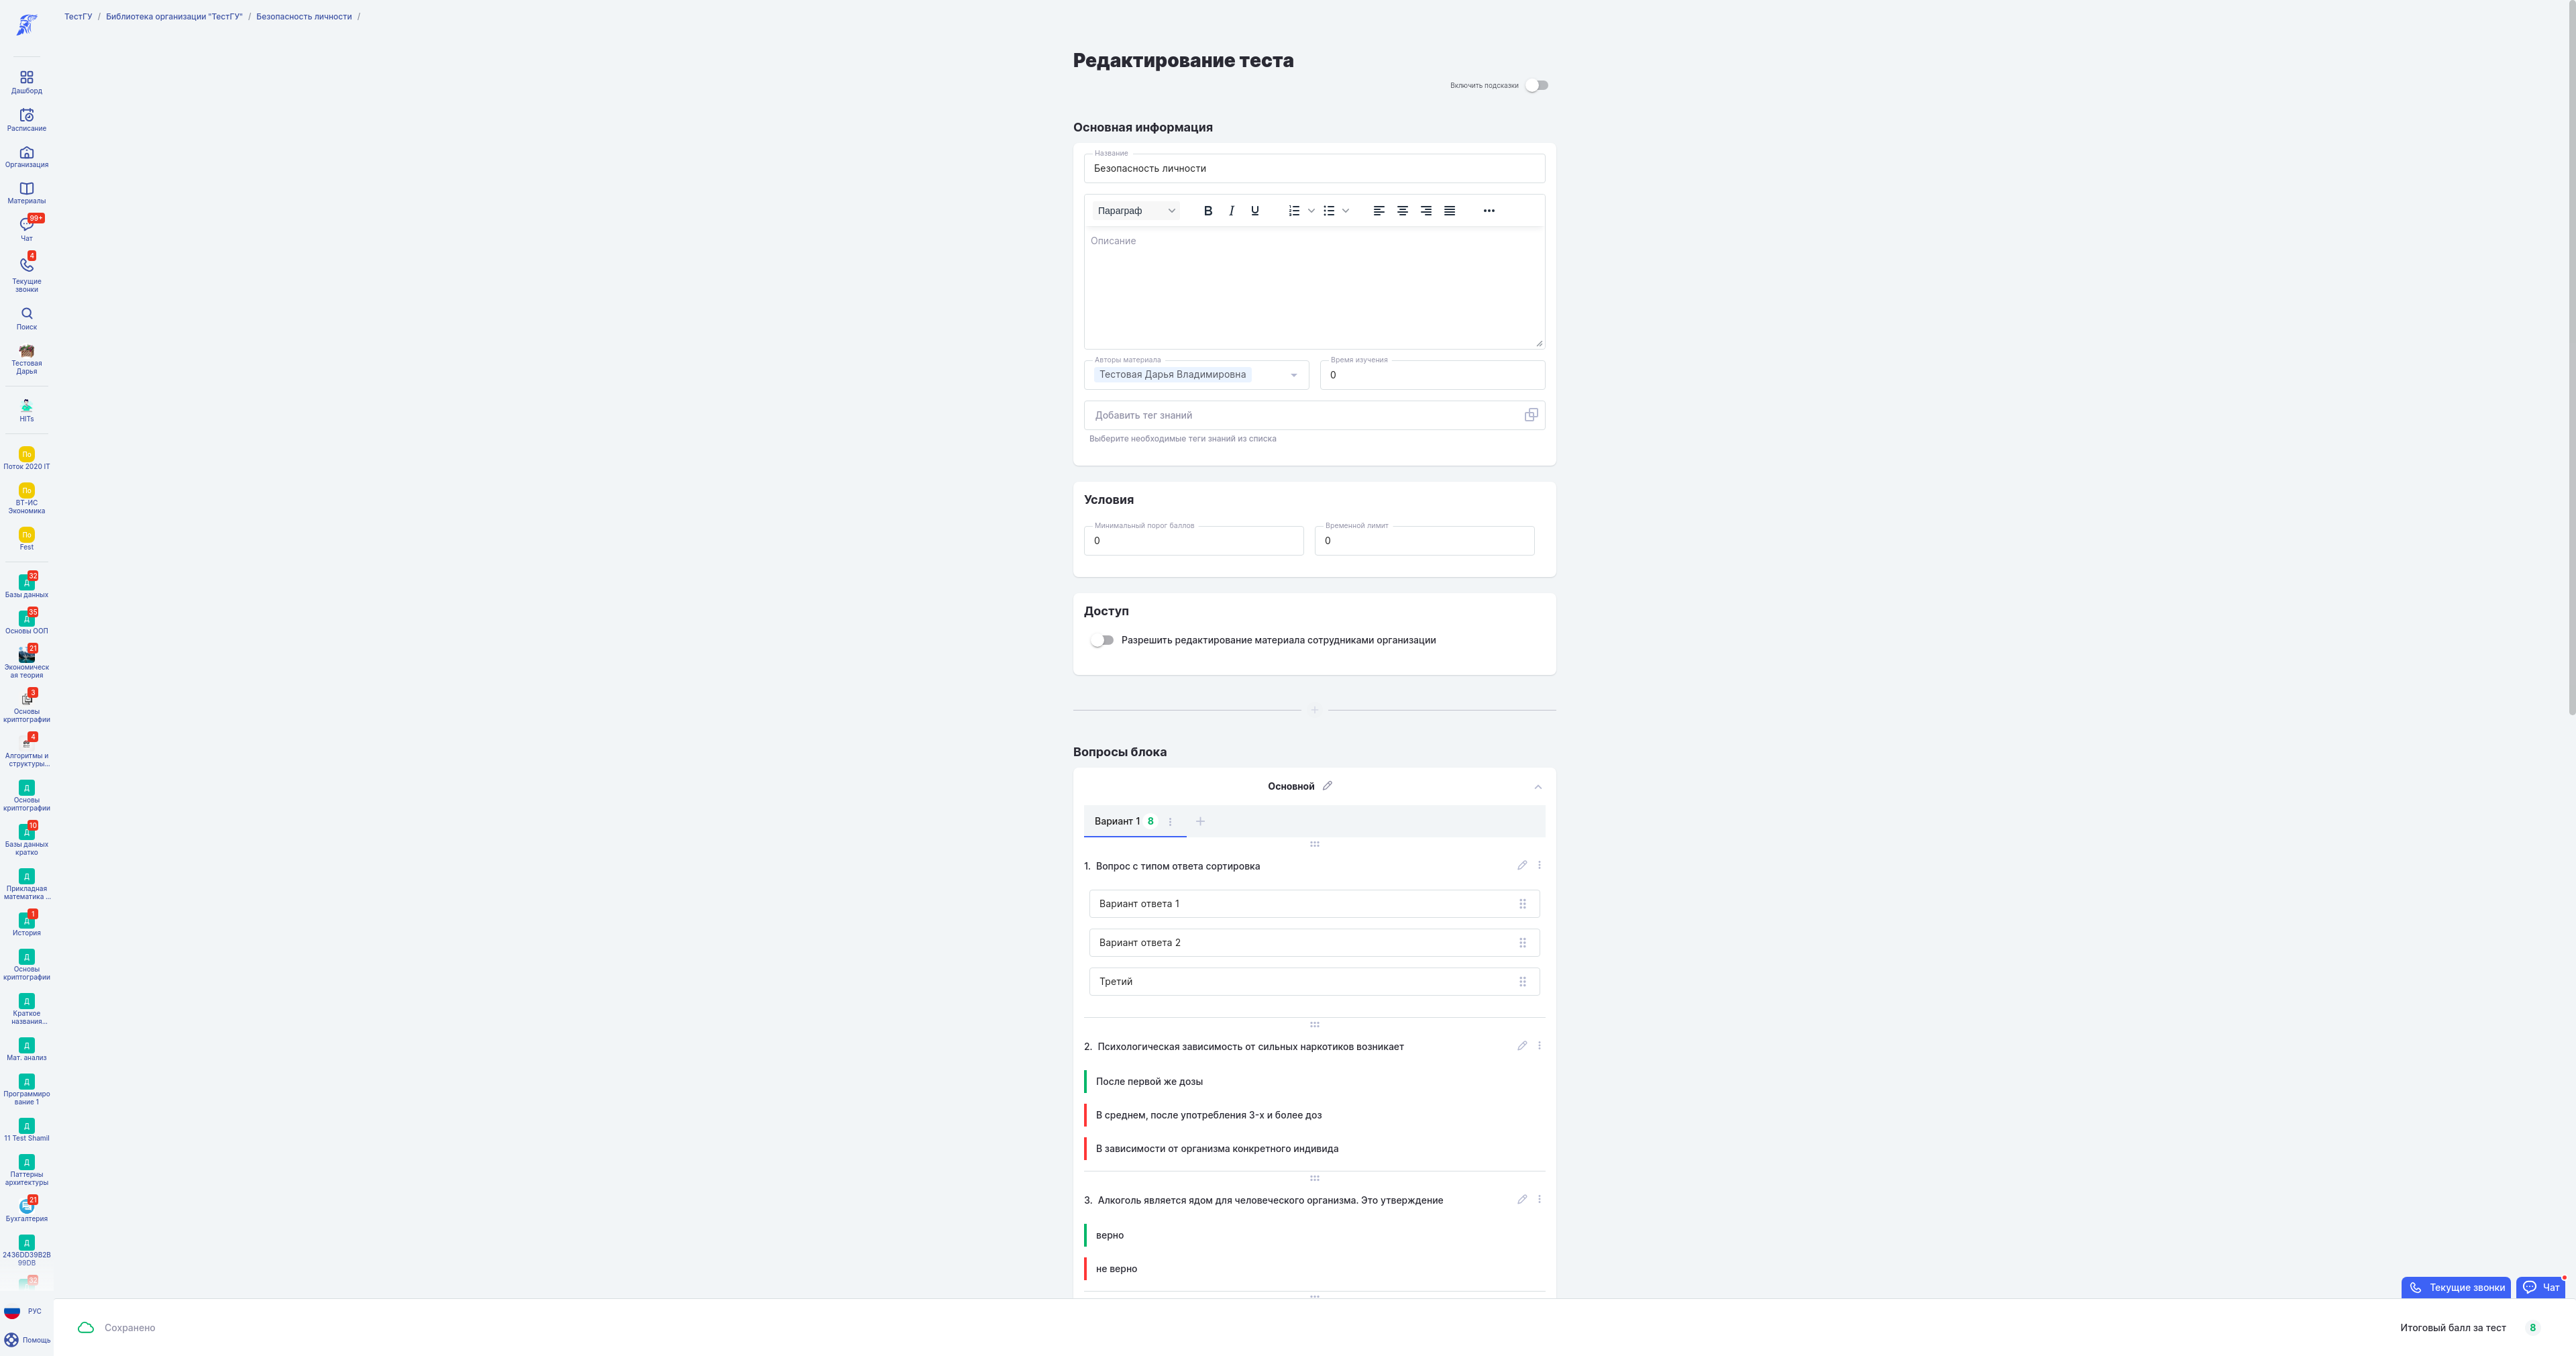 ТестГУ / Библиотека организации "ТестГУ" / Безопасность личности /
Дашборд
Расписание
Организация
Материалы
99+
Чат
4
Текущие
звонки
Поиск
Тестовая
Дарья
HITs
По
Поток 2020 IT
По
ВТ-ИС
Экономика
По
Fest
32
Д
Базы данных
35
Д
Основы ООП
21
Экономическ
ая теория
3
Основы
криптографии
4
Алгоритмы и
структуры...
Д
Основы
криптографии
10
Д
Базы данных
кратко
Д
Прикладная
математика ...
1
Д
История
Д
Основы
криптографии
Д
Краткое
названия...
Д
Мат. анализ
Д
Программиро
вание 1
Д
11 Test Shamil
Д
Паттерны
архитектуры
21
Бухгалтерия
Д
2436DD39B2B
99DB
32
РУС
Помощь
Редактирование теста
Включить подсказки
Основная информация
Название
Безопасность личности
Параграф B I U
Описание
Авторы материала
Тестовая Дарья Владимировна
Время изучения
0
Добавить тег знаний
Выберите необходимые теги знаний из списка
Условия
Минимальный порог баллов
0
Временной лимит
0
Доступ
Разрешить редактирование материала сотрудниками организации
Вопросы блока
Основной
Вариант 1 8
1. Вопрос с типом ответа сортировка
Вариант ответа 1
Вариант ответа 2
Третий
2. Психологическая зависимость от сильных наркотиков возникает
После первой же дозы
В среднем, после употребления 3-х и более доз
В зависимости от организма конкретного индивида
3. Алкоголь является ядом для человеческого организма. Это утверждение
верно
не верно
Текущие звонки
Чат
Сохранено
Итоговый балл за тест 8